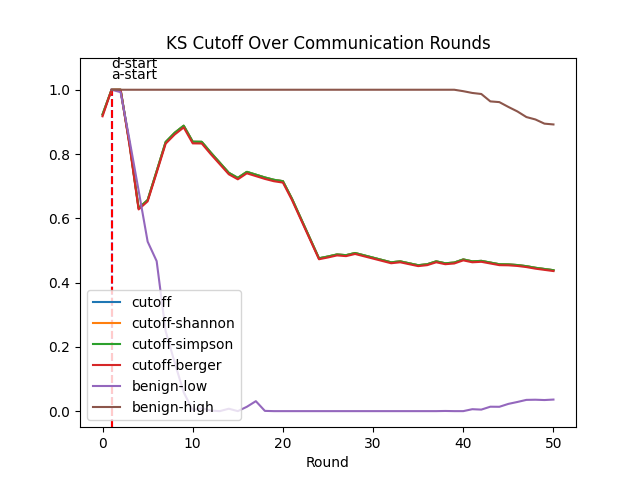 KS Cutoff Over Communication Rounds
d-start
a-start
1.0
0.8
0.6
0.4
0.2
0.0
cutoff
cutoff-shannon
cutoff-simpson
cutoff-berger
benign-low
benign-high
0 10 20 30 40 50
Round